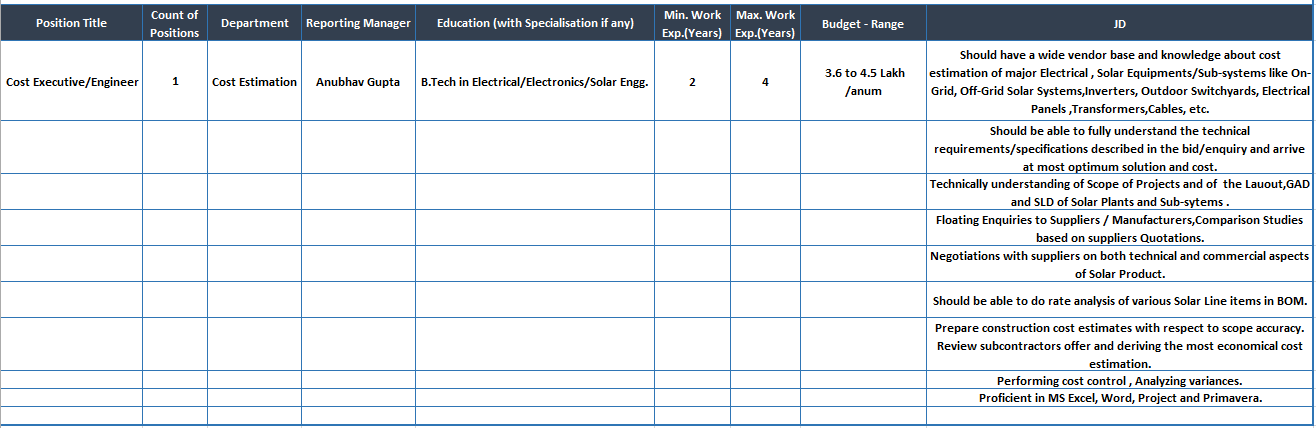 Position Title
Count of
Positions
Department
Reporting Manager
Education (with Specialisation if any)
Min. Work
Exp.(Years)
Max. Work
Exp.(Years)
Budget - Range
JD
Cost Executive/Engineer
1
Cost Estimation
Anubhav Gupta
B.Tech in Electrical/Electronics/Solar Engg.
2
4
3.6 to 4.5 Lakh
/anum
Should have a wide vendor base and knowledge about cost
estimation of major Electrical , Solar Equipments/Sub-systems like On-
Grid, Off-Grid Solar Systems,Inverters, Outdoor Switchyards, Electrical
Panels ,Transformers,Cables, etc.
Should be able to fully understand the technical
requirements/specifications described in the bid/enquiry and arrive
at most optimum solution and cost.
Technically understanding of Scope of Projects and of  the Lauout,GAD
and SLD of Solar Plants and Sub-sytems .
Floating Enquiries to Suppliers / Manufacturers,Comparison Studies
based on suppliers Quotations.
Negotiations with suppliers on both technical and commercial aspects
of Solar Product.
Should be able to do rate analysis of various Solar Line items in BOM.
Prepare construction cost estimates with respect to scope accuracy.
Review subcontractors offer and deriving the most economical cost
estimation.
Performing cost control , Analyzing variances.
Proficient in MS Excel, Word, Project and Primavera.